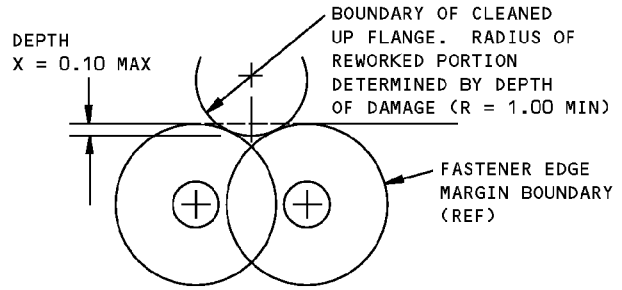 BOUNDARY OF CLEANED
UP FLANGE. RADIUS OF
REWORKED PORTION
DETERMINED BY DEPTH
OF DAMAGE (R = 1.00 MIN)
DEPTH
X = 0.10 MAX
FASTENER EDGE
MARGIN BOUNDARY
(REF)